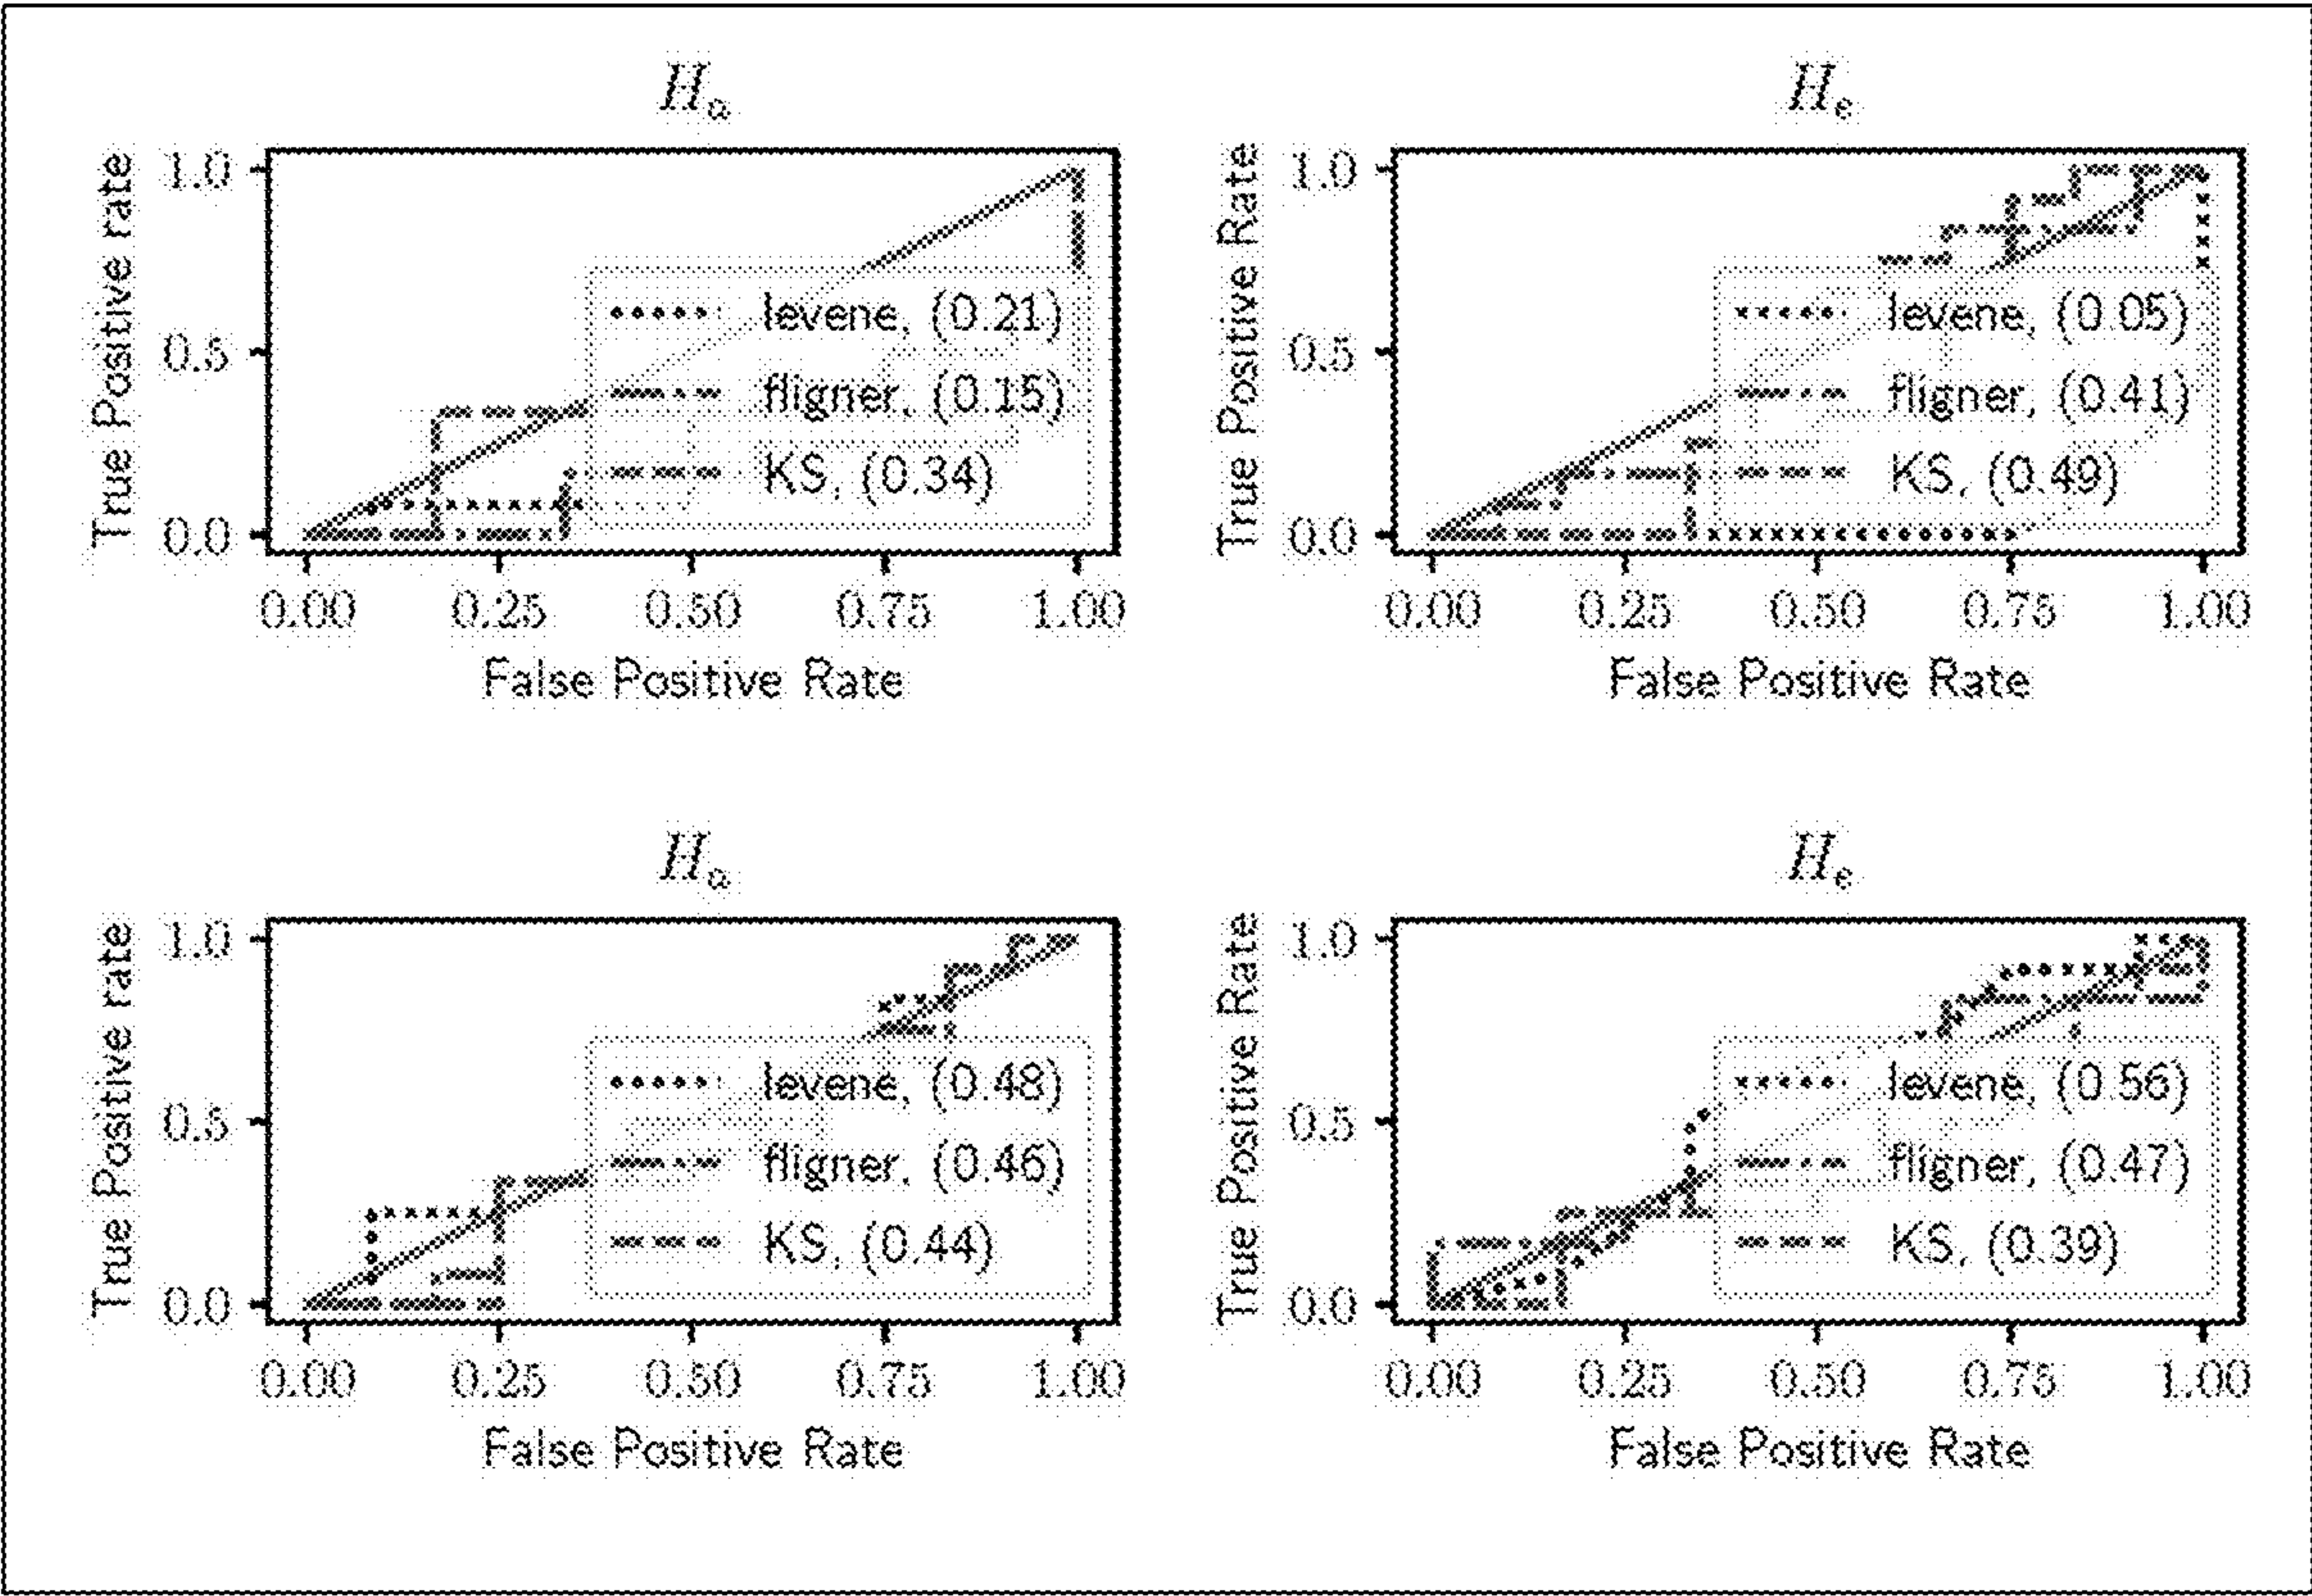 H_a
True Positive rate
1.0
0.5
0.0
levene, (0.21)
fligner, (0.15)
KS, (0.34)
0.00 0.25 0.50 0.75 1.00
False Positive Rate
H_e
True Positive Rate
1.0
0.5
0.0
levene, (0.05)
fligner, (0.41)
KS, (0.49)
0.00 0.25 0.50 0.75 1.00
False Positive Rate
H_a
True Positive rate
1.0
0.5
0.0
levene, (0.48)
fligner, (0.46)
KS, (0.44)
0.00 0.25 0.50 0.75 1.00
False Positive Rate
H_e
True Positive Rate
1.0
0.5
0.0
levene, (0.56)
fligner, (0.47)
KS, (0.39)
0.00 0.25 0.50 0.75 1.00
False Positive Rate